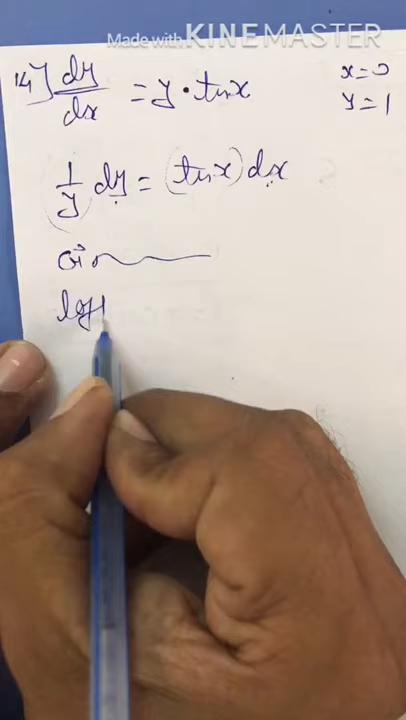 Made with KINEMASTER
14) dy/dx = y · tan x
x = 0
y = 1
(1/y) dy = (tan x) dx
log |